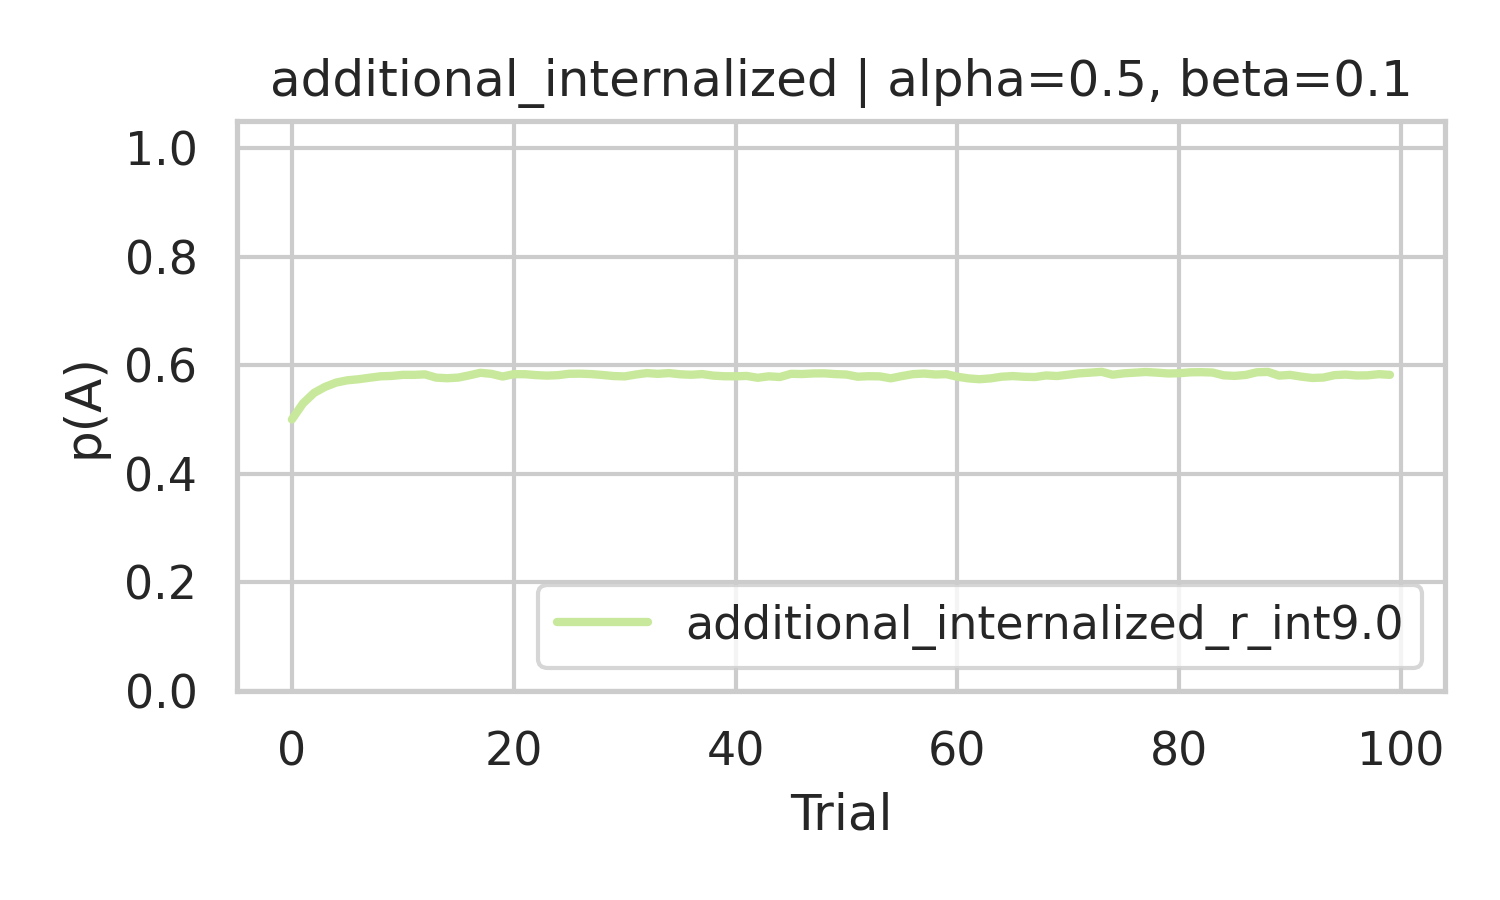 additional_internalized | alpha=0.5, beta=0.1
1.0
0.8
0.6
0.4
0.2
0.0
p(A)
additional_internalized_r_int9.0
0 20 40 60 80 100
Trial